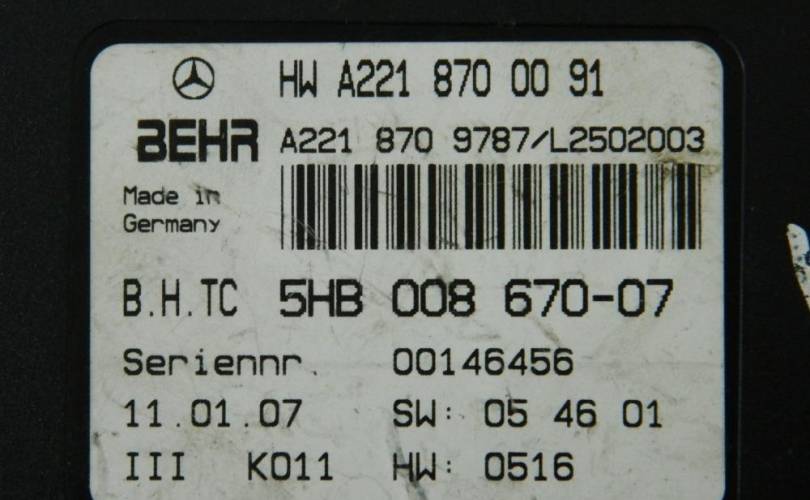 HW A221 870 00 91
BEHR A221 870 9787/L2502003
Made in
Germany
B.H.TC 5HB 008 670-07
Seriennr. 00146456
11.01.07 SW: 05 46 01
III K011 HW: 0516